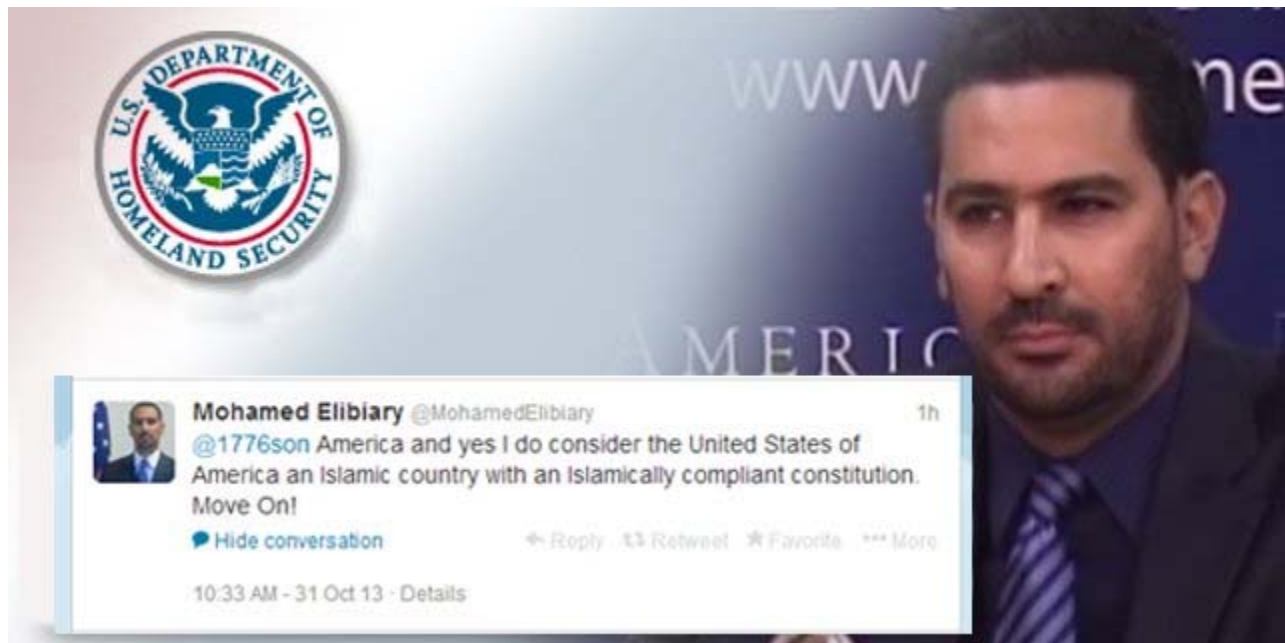 U.S. DEPARTMENT OF
HOMELAND SECURITY
www
me
AMERIC
Mohamed Elibiary @MohamedElibiary 1h
@1776son America and yes I do consider the United States of
America an Islamic country with an Islamically compliant constitution.
Move On!
Hide conversation Reply Retweet Favorite More
10:33 AM - 31 Oct 13 · Details